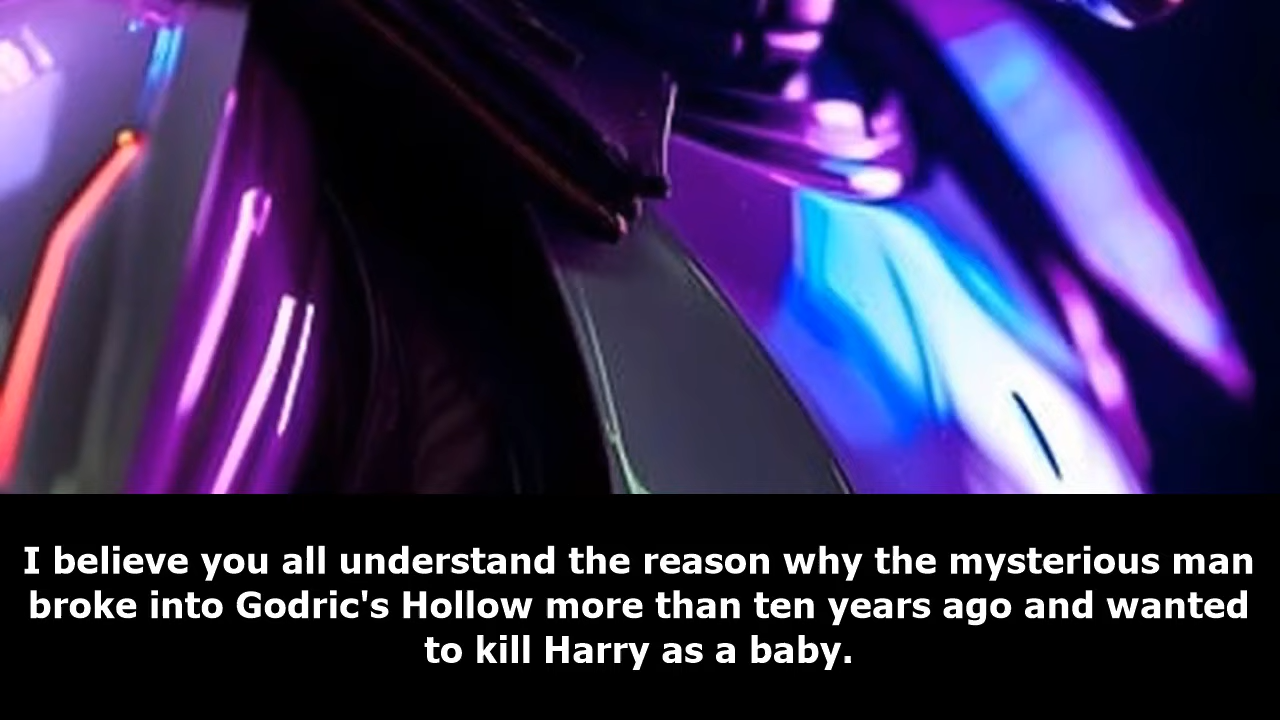 I believe you all understand the reason why the mysterious man
broke into Godric's Hollow more than ten years ago and wanted
to kill Harry as a baby.